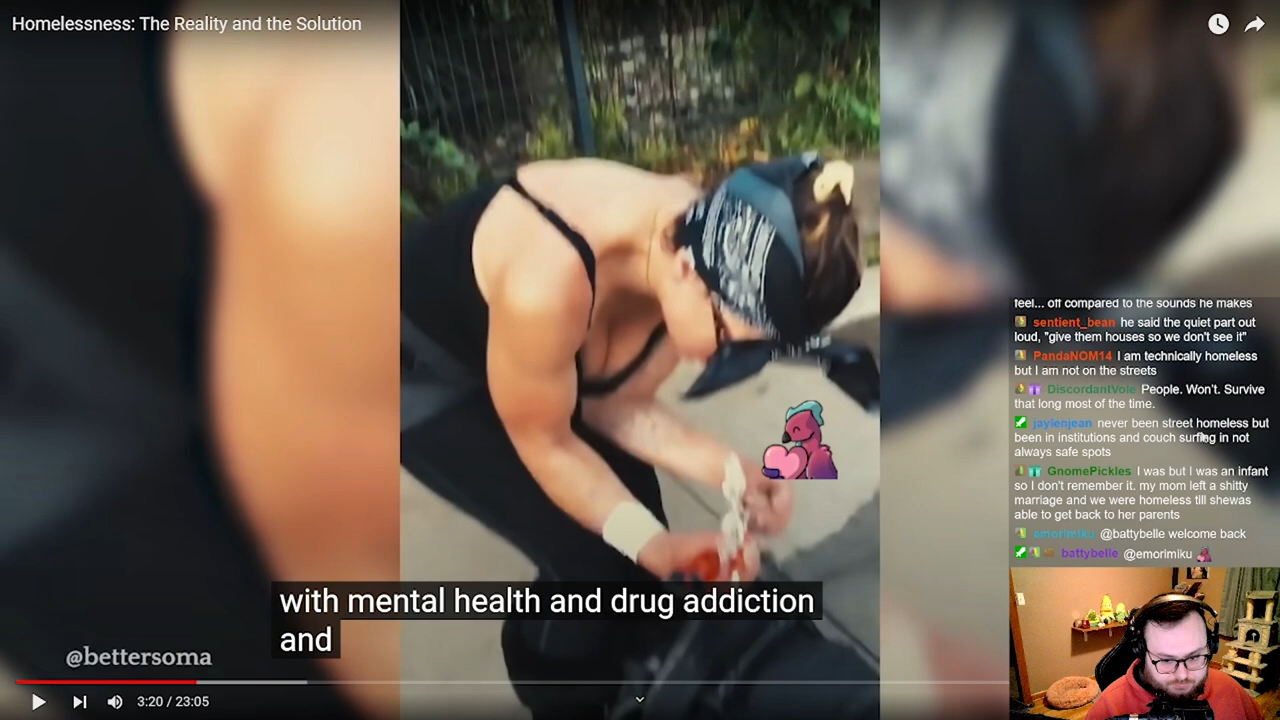 Homelessness: The Reality and the Solution
feel... off compared to the sounds he makes
sentient_bean he said the quiet part out
loud, "give them houses so we don't see it"
PandaNOM14 I am technically homeless
but I am not on the streets
DiscordantVole People. Won't. Survive
that long most of the time.
jaylenjean never been street homeless but
been in institutions and couch surfing in not
always safe spots
GnomePickles I was but I was an infant
so I don't remember it. my mom left a shitty
marriage and we were homeless till shewas
able to get back to her parents
emorimiku @battybelle welcome back
battybelle @emorimiku
with mental health and drug addiction
and
@bettersoma
3:20 / 23:05